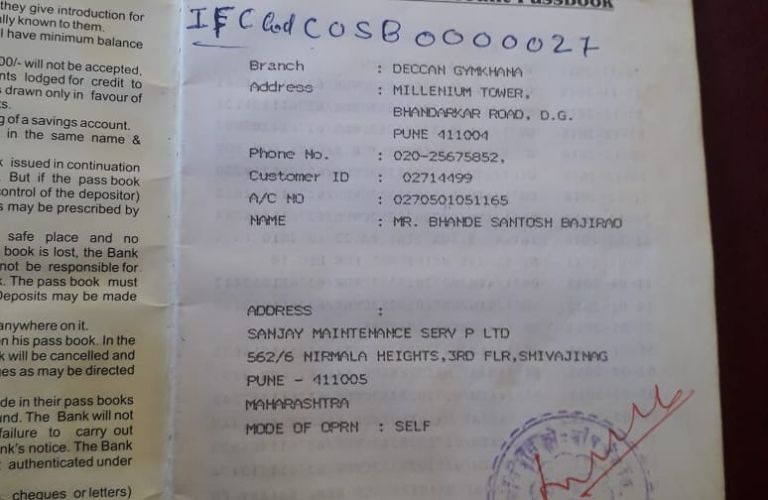 they give introduction for
ally known to them.
I have minimum balance
00/- will not be accepted.
nts lodged for credit to
s drawn only in favour of
ts.
g of a savings account.
in the same name &
k issued in continuation
. But if the pass book
control of the depositor)
s may be prescribed by
safe place and no
book is lost, the Bank
not be responsible for
k. The pass book must
Deposits may be made
anywhere on it.
n his pass book. In the
k will be cancelled and
ges as may be directed
de in their pass books
und. The Bank will not
failure to carry out
nk's notice. The Bank
authenticated under
cheques or letters)
Passbook
IFC Cod COSB0000027
Branch : DECCAN GYMKHANA
Address : MILLENIUM TOWER,
BHANDARKAR ROAD, D.G.
PUNE 411004
Phone No. : 020-25675852,
Customer ID : 02714499
A/C NO : 0270501051165
NAME : MR. BHANDE SANTOSH BAJIRAO
ADDRESS :
SANJAY MAINTENANCE SERV P LTD
562/6 NIRMALA HEIGHTS,3RD FLR,SHIVAJINAG
PUNE - 411005
MAHARASHTRA
MODE OF OPRN : SELF